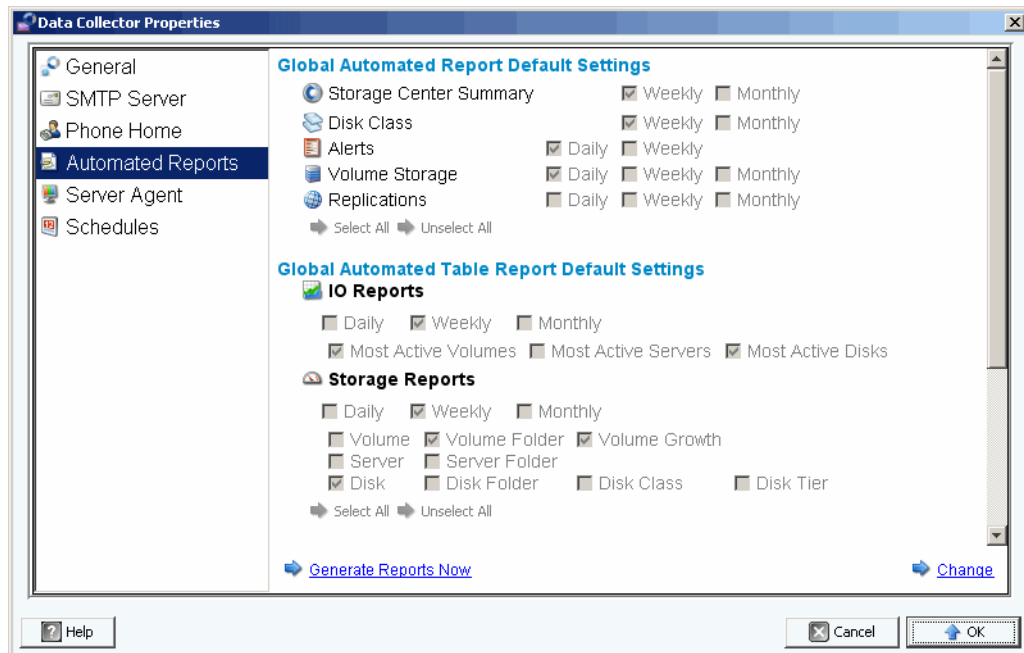 Data Collector Properties
General
SMTP Server
Phone Home
Automated Reports
Server Agent
Schedules
Global Automated Report Default Settings
Storage Center Summary Weekly Monthly
Disk Class Weekly Monthly
Alerts Daily Weekly
Volume Storage Daily Weekly Monthly
Replications Daily Weekly Monthly
Select All Unselect All
Global Automated Table Report Default Settings
IO Reports
Daily Weekly Monthly
Most Active Volumes Most Active Servers Most Active Disks
Storage Reports
Daily Weekly Monthly
Volume Volume Folder Volume Growth
Server Server Folder
Disk Disk Folder Disk Class Disk Tier
Select All Unselect All
Generate Reports Now Change
Help Cancel OK